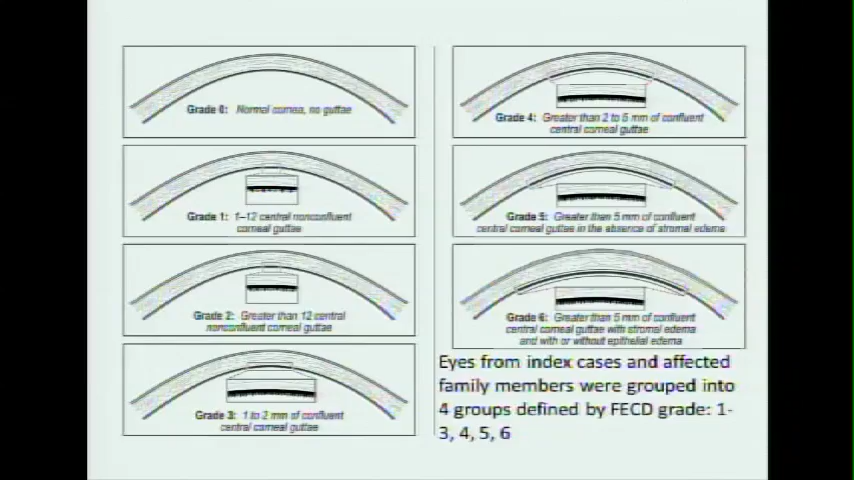 Grade 0: Normal cornea, no guttae
Grade 1: 1–12 central nonconfluent
corneal guttae
Grade 2: Greater than 12 central
nonconfluent corneal guttae
Grade 3: 1 to 2 mm of confluent
central corneal guttae
Grade 4: Greater than 2 to 5 mm of confluent
central corneal guttae
Grade 5: Greater than 5 mm of confluent
central corneal guttae in the absence of stromal edema
Grade 6: Greater than 5 mm of confluent
central corneal guttae with stromal edema
and with or without epithelial edema
Eyes from index cases and affected
family members were grouped into
4 groups defined by FECD grade: 1-
3, 4, 5, 6